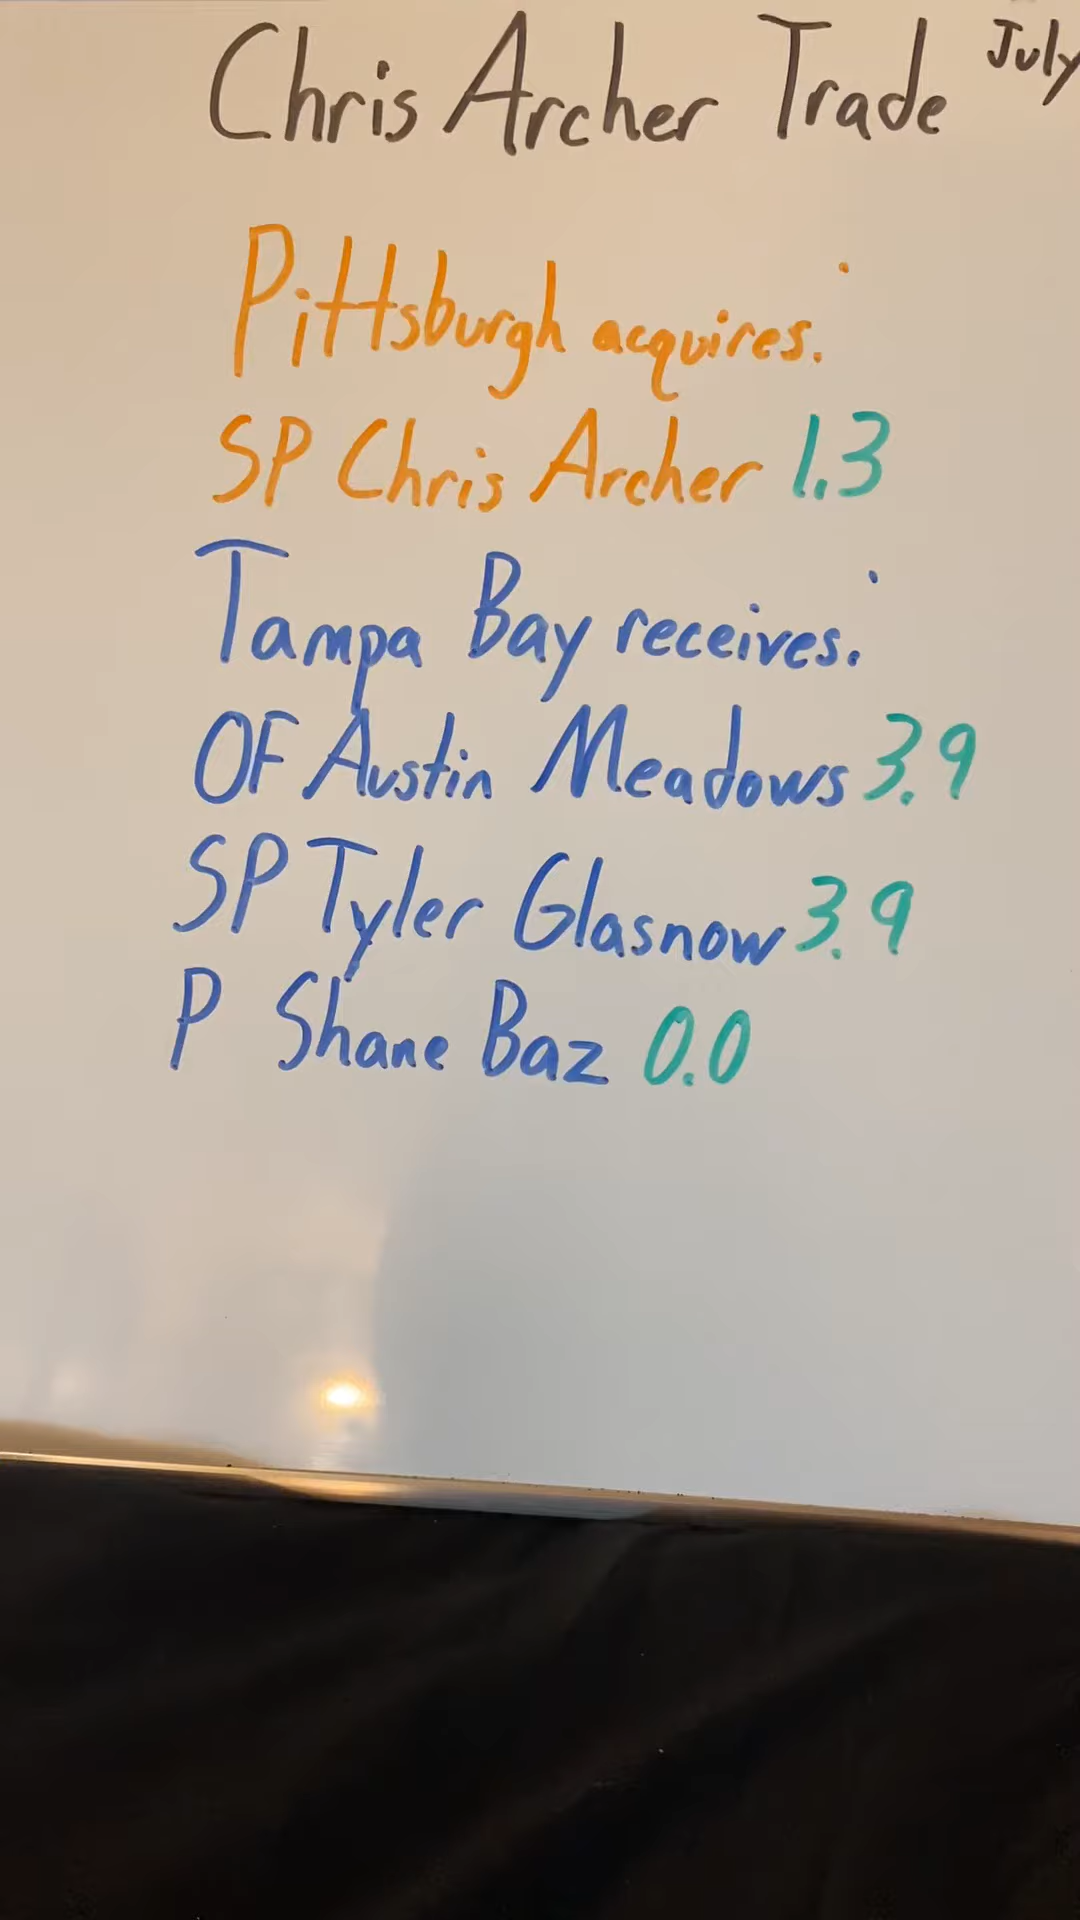 Chris Archer Trade July
Pittsburgh acquires:
SP Chris Archer 1.3
Tampa Bay receives:
OF Austin Meadows 3.9
SP Tyler Glasnow 3.9
P Shane Baz 0.0